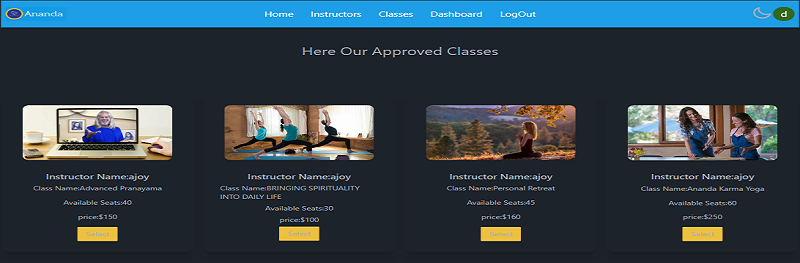 Ananda
Home Instructors Classes Dashboard LogOut
d
Here Our Approved Classes
Instructor Name:ajoy
Class Name:Advanced Pranayama
Available Seats:40
price:$150
Select
Instructor Name:ajoy
Class Name:BRINGING SPIRITUALITY
INTO DAILY LIFE
Available Seats:30
price:$100
Select
Instructor Name:ajoy
Class Name:Personal Retreat
Available Seats:45
price:$160
Select
Instructor Name:ajoy
Class Name:Ananda Karma Yoga
Available Seats:60
price:$250
Select